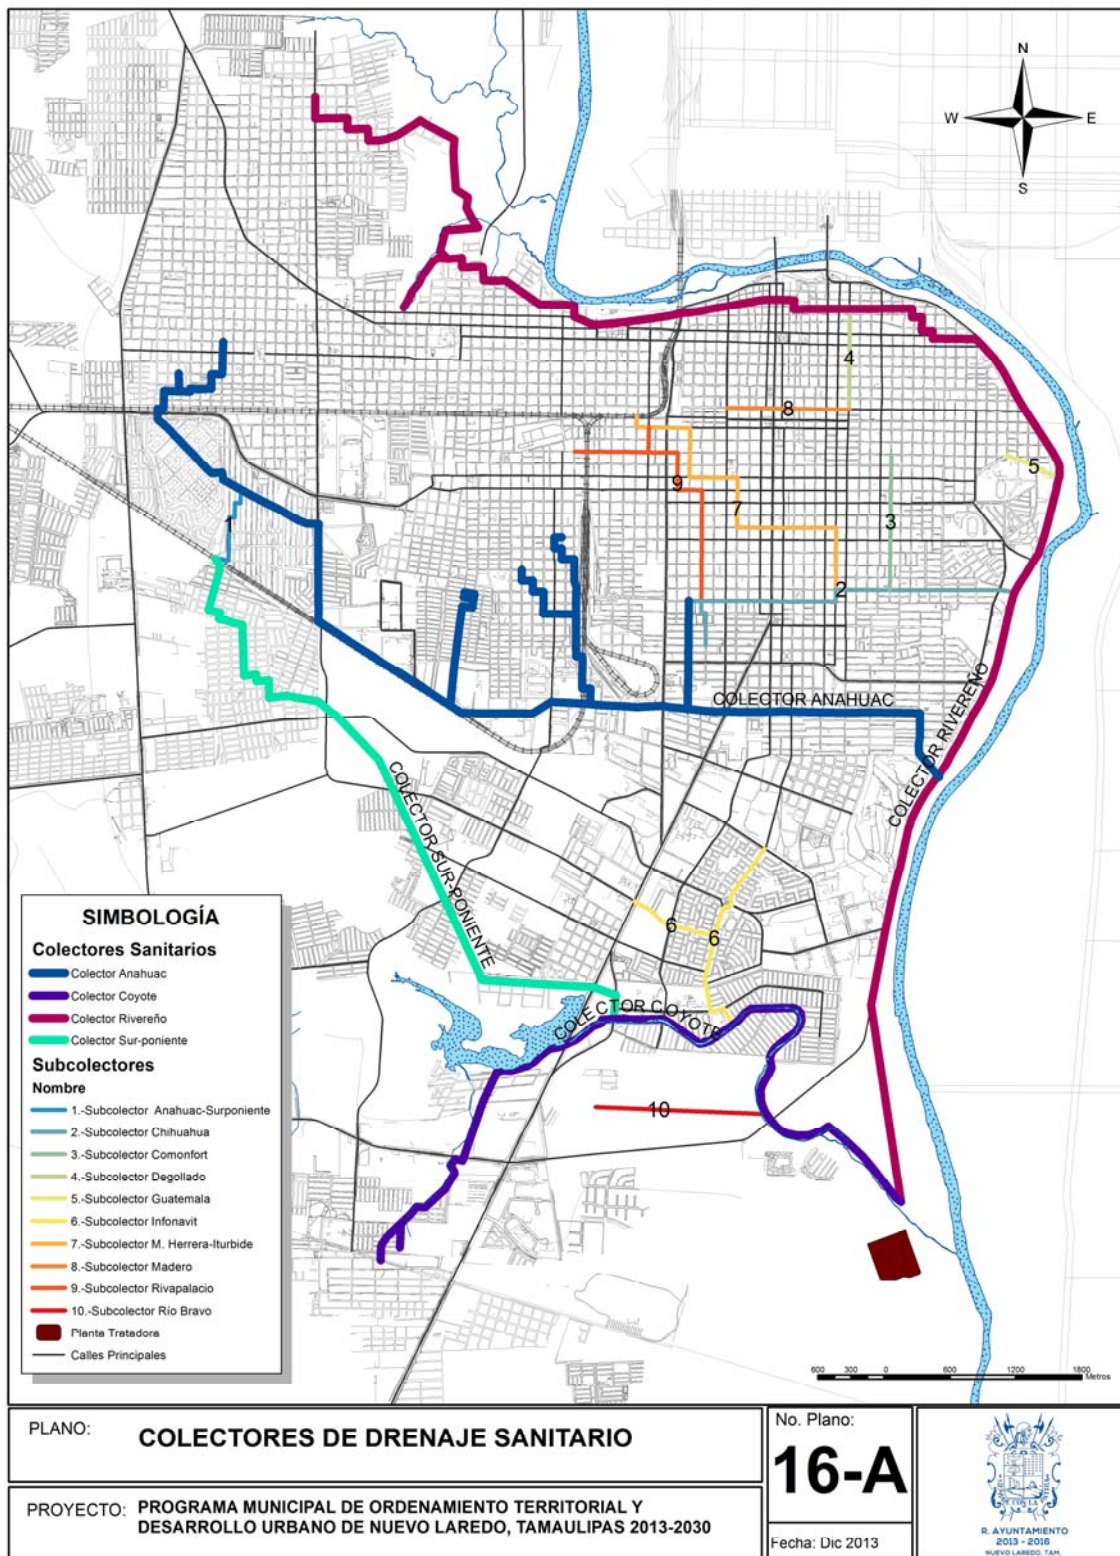 N
W
E
S
4
8
5
9
7
3
1
2
COLECTOR ANAHUAC
COLECTOR RIVEREÑO
COLECTOR SUR-PONIENTE
6
6
COLECTOR COYOTE
10
SIMBOLOGÍA
Colectores Sanitarios
Colector Anahuac
Colector Coyote
Colector Rivereño
Colector Sur-poniente
Subcolectores
Nombre
1.-Subcolector Anahuac-Surponiente
2.-Subcolector Chihuahua
3.-Subcolector Comonfort
4.-Subcolector Degollado
5.-Subcolector Guatemala
6.-Subcolector Infonavit
7.-Subcolector M. Herrera-Iturbide
8.-Subcolector Madero
9.-Subcolector Rivapalacio
10.-Subcolector Río Bravo
Planta Tratadora
Calles Principales
600 300 0 600 1200 1800
Metros
PLANO: COLECTORES DE DRENAJE SANITARIO
PROYECTO: PROGRAMA MUNICIPAL DE ORDENAMIENTO TERRITORIAL Y
DESARROLLO URBANO DE NUEVO LAREDO, TAMAULIPAS 2013-2030
No. Plano:
16-A
Fecha: Dic 2013
R. AYUNTAMIENTO
2013 - 2016
NUEVO LAREDO, TAM.